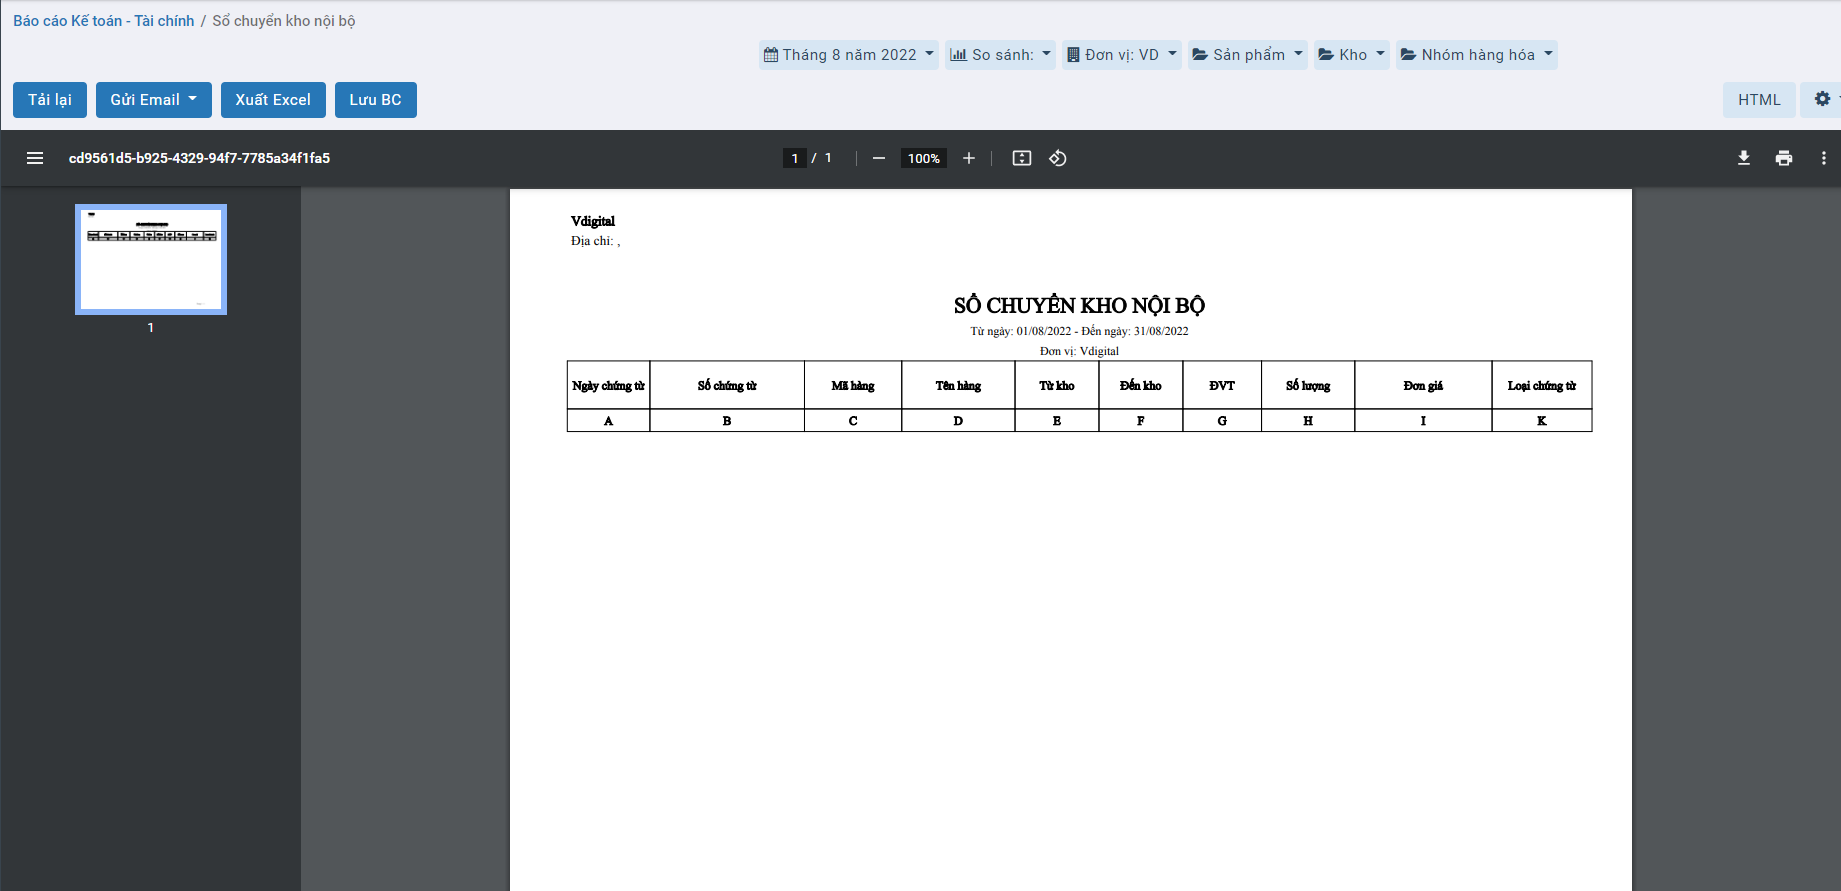 Báo cáo Kế toán - Tài chính / Sổ chuyển kho nội bộ
Tháng 8 năm 2022 So sánh: Đơn vị: VD Sản phẩm Kho Nhóm hàng hóa
Tải lại Gửi Email Xuất Excel Lưu BC HTML
cd9561d5-b925-4329-94f7-7785a34f1fa5 1 / 1 100%
1
Vdigital
Địa chỉ: ,
SỔ CHUYỂN KHO NỘI BỘ
Từ ngày: 01/08/2022 - Đến ngày: 31/08/2022
Đơn vị: Vdigital
Ngày chứng từ Số chứng từ Mã hàng Tên hàng Từ kho Đến kho ĐVT Số lượng Đơn giá Loại chứng từ
A B C D E F G H I K